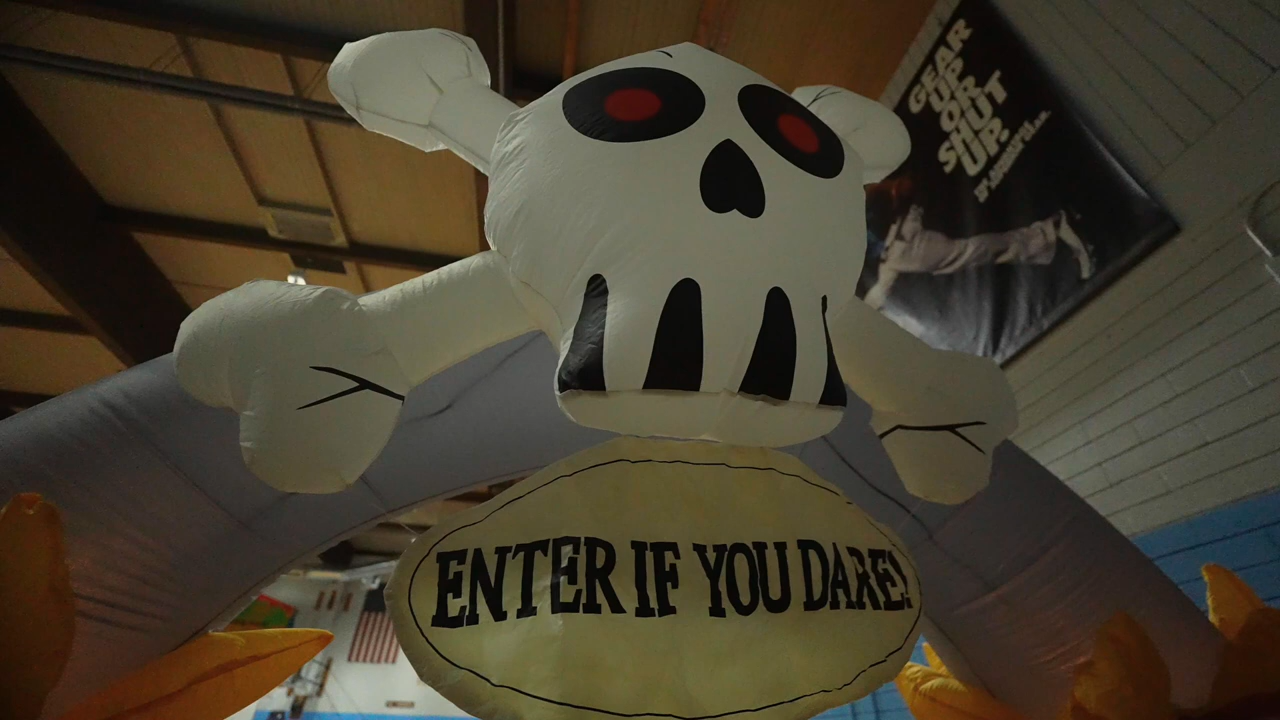 ENTER IF YOU DARE!
GEAR
UP
OR
SHUT
UP.